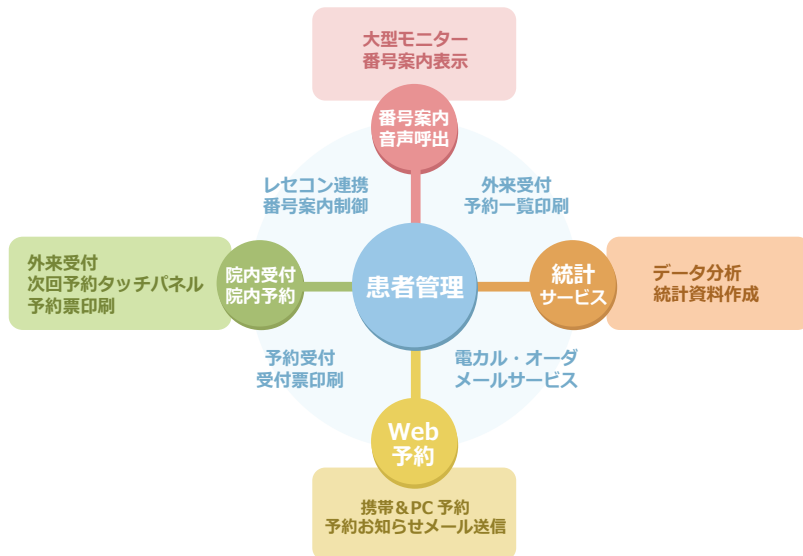 大型モニター
番号案内表示
番号案内
音声呼出
レセコン連携
番号案内制御
外来受付
予約一覧印刷
外来受付
次回予約タッチパネル
予約票印刷
院内受付
院内予約
患者管理
統計
サービス
データ分析
統計資料作成
予約受付
受付票印刷
電カル・オーダ
メールサービス
Web
予約
携帯&PC 予約
予約お知らせメール送信